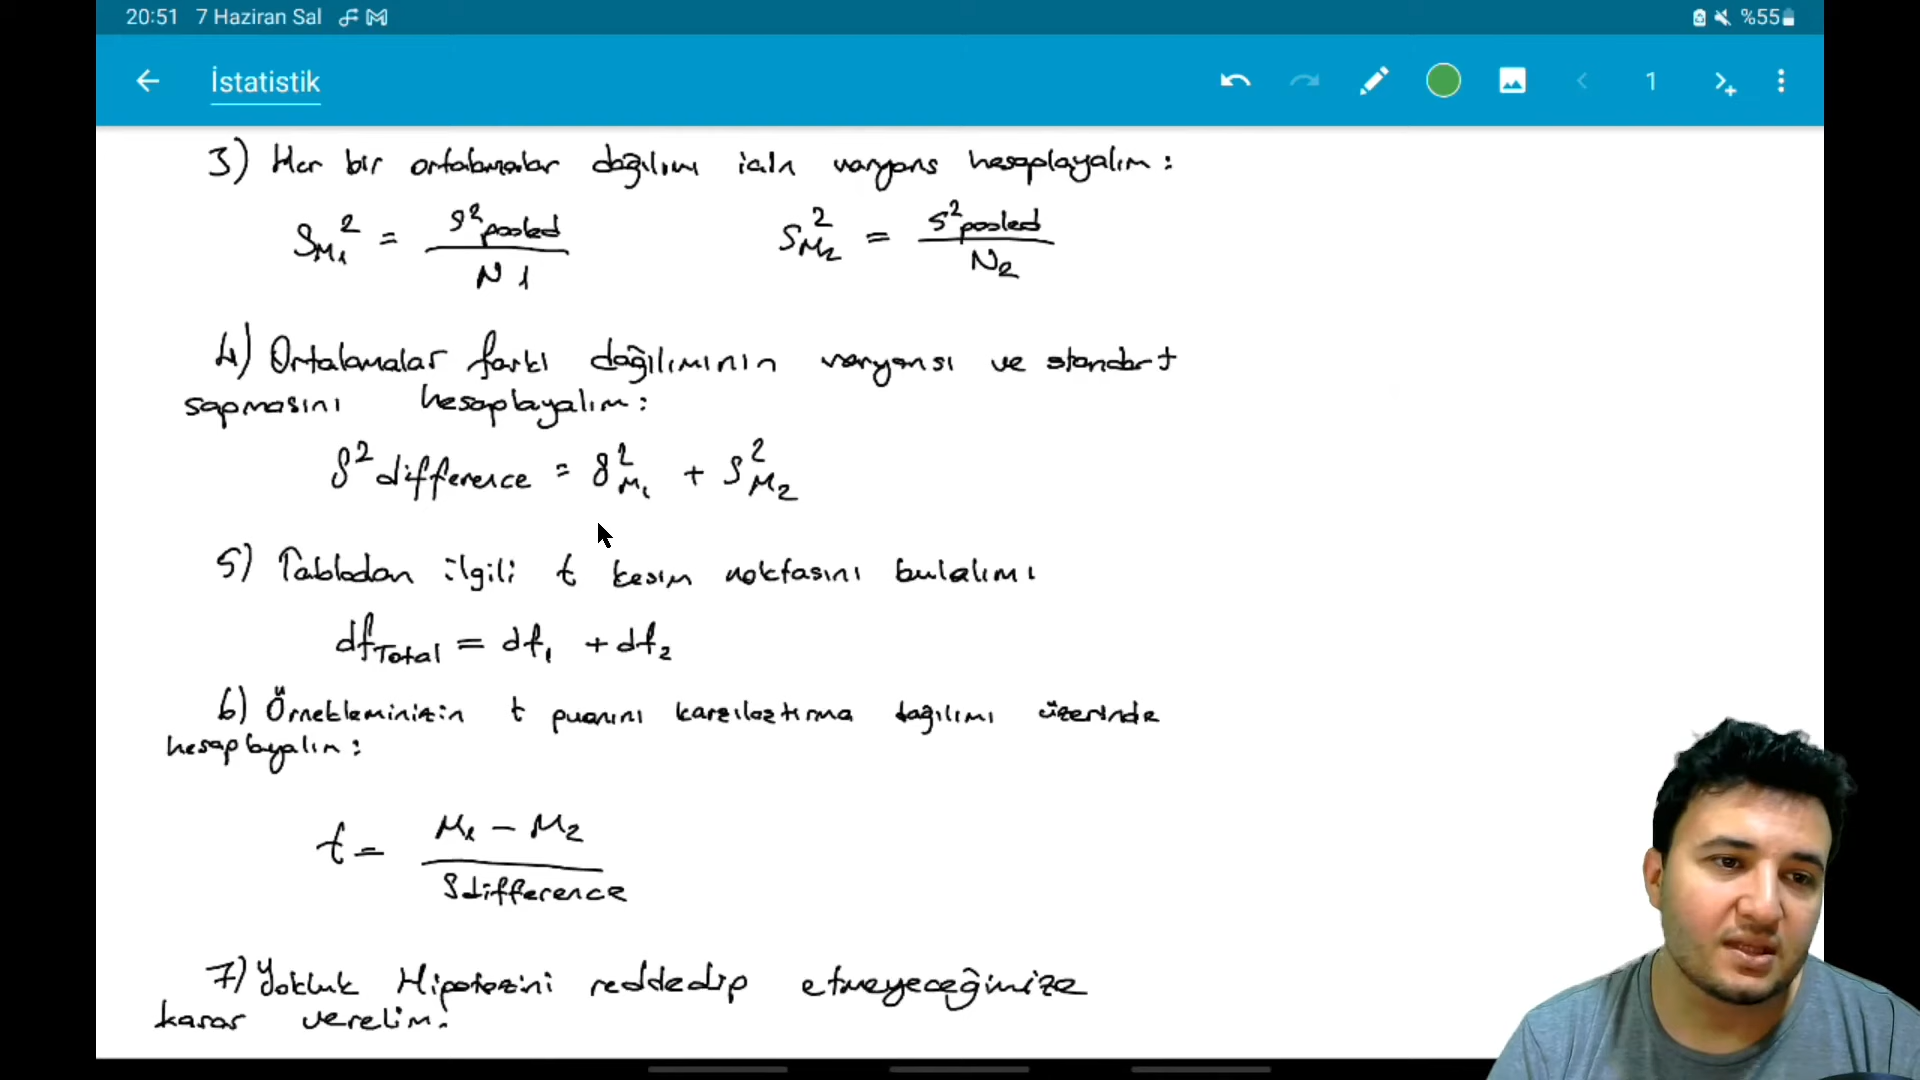 20:51 7 Haziran Sal %55
İstatistik 1
3) Her bir ortalamalar dağılımı için varyans hesaplayalım:
S²M₁ = S²pooled / N1   S²M₂ = S²pooled / N₂
4) Ortalamalar farkı dağılımının varyansı ve standart
sapmasını hesaplayalım:
S²difference = S²M₁ + S²M₂
5) Tablodan ilgili t kesim noktasını bulalım:
dfTotal = df₁ + df₂
6) Örnekleminizin t puanını karşılaştırma dağılımı üzerinde
hesaplayalım:
t = M₁ - M₂ / Sdifference
7) Yokluk Hipotezini reddedip etmeyeceğimize
karar verelim.